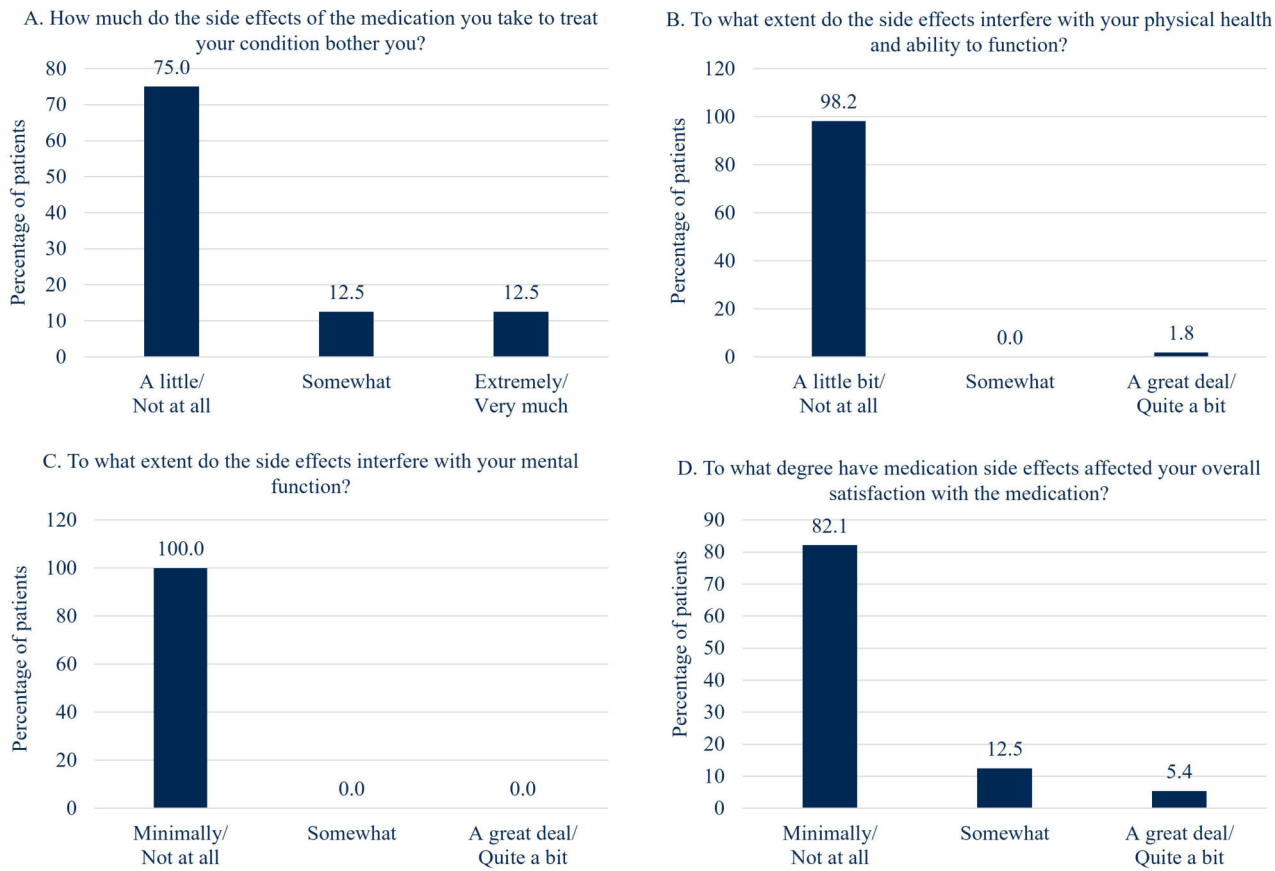 A. How much do the side effects of the medication you take to treat
your condition bother you?
Percentage of patients
80
70
60
50
40
30
20
10
0
75.0
12.5
12.5
A little/
Not at all
Somewhat
Extremely/
Very much
B. To what extent do the side effects interfere with your physical health
and ability to function?
Percentage of patients
120
100
80
60
40
20
0
98.2
0.0
1.8
A little bit/
Not at all
Somewhat
A great deal/
Quite a bit
C. To what extent do the side effects interfere with your mental
function?
Percentage of patients
120
100
80
60
40
20
0
100.0
0.0
0.0
Minimally/
Not at all
Somewhat
A great deal/
Quite a bit
D. To what degree have medication side effects affected your overall
satisfaction with the medication?
Percentage of patients
90
80
70
60
50
40
30
20
10
0
82.1
12.5
5.4
Minimally/
Not at all
Somewhat
A great deal/
Quite a bit